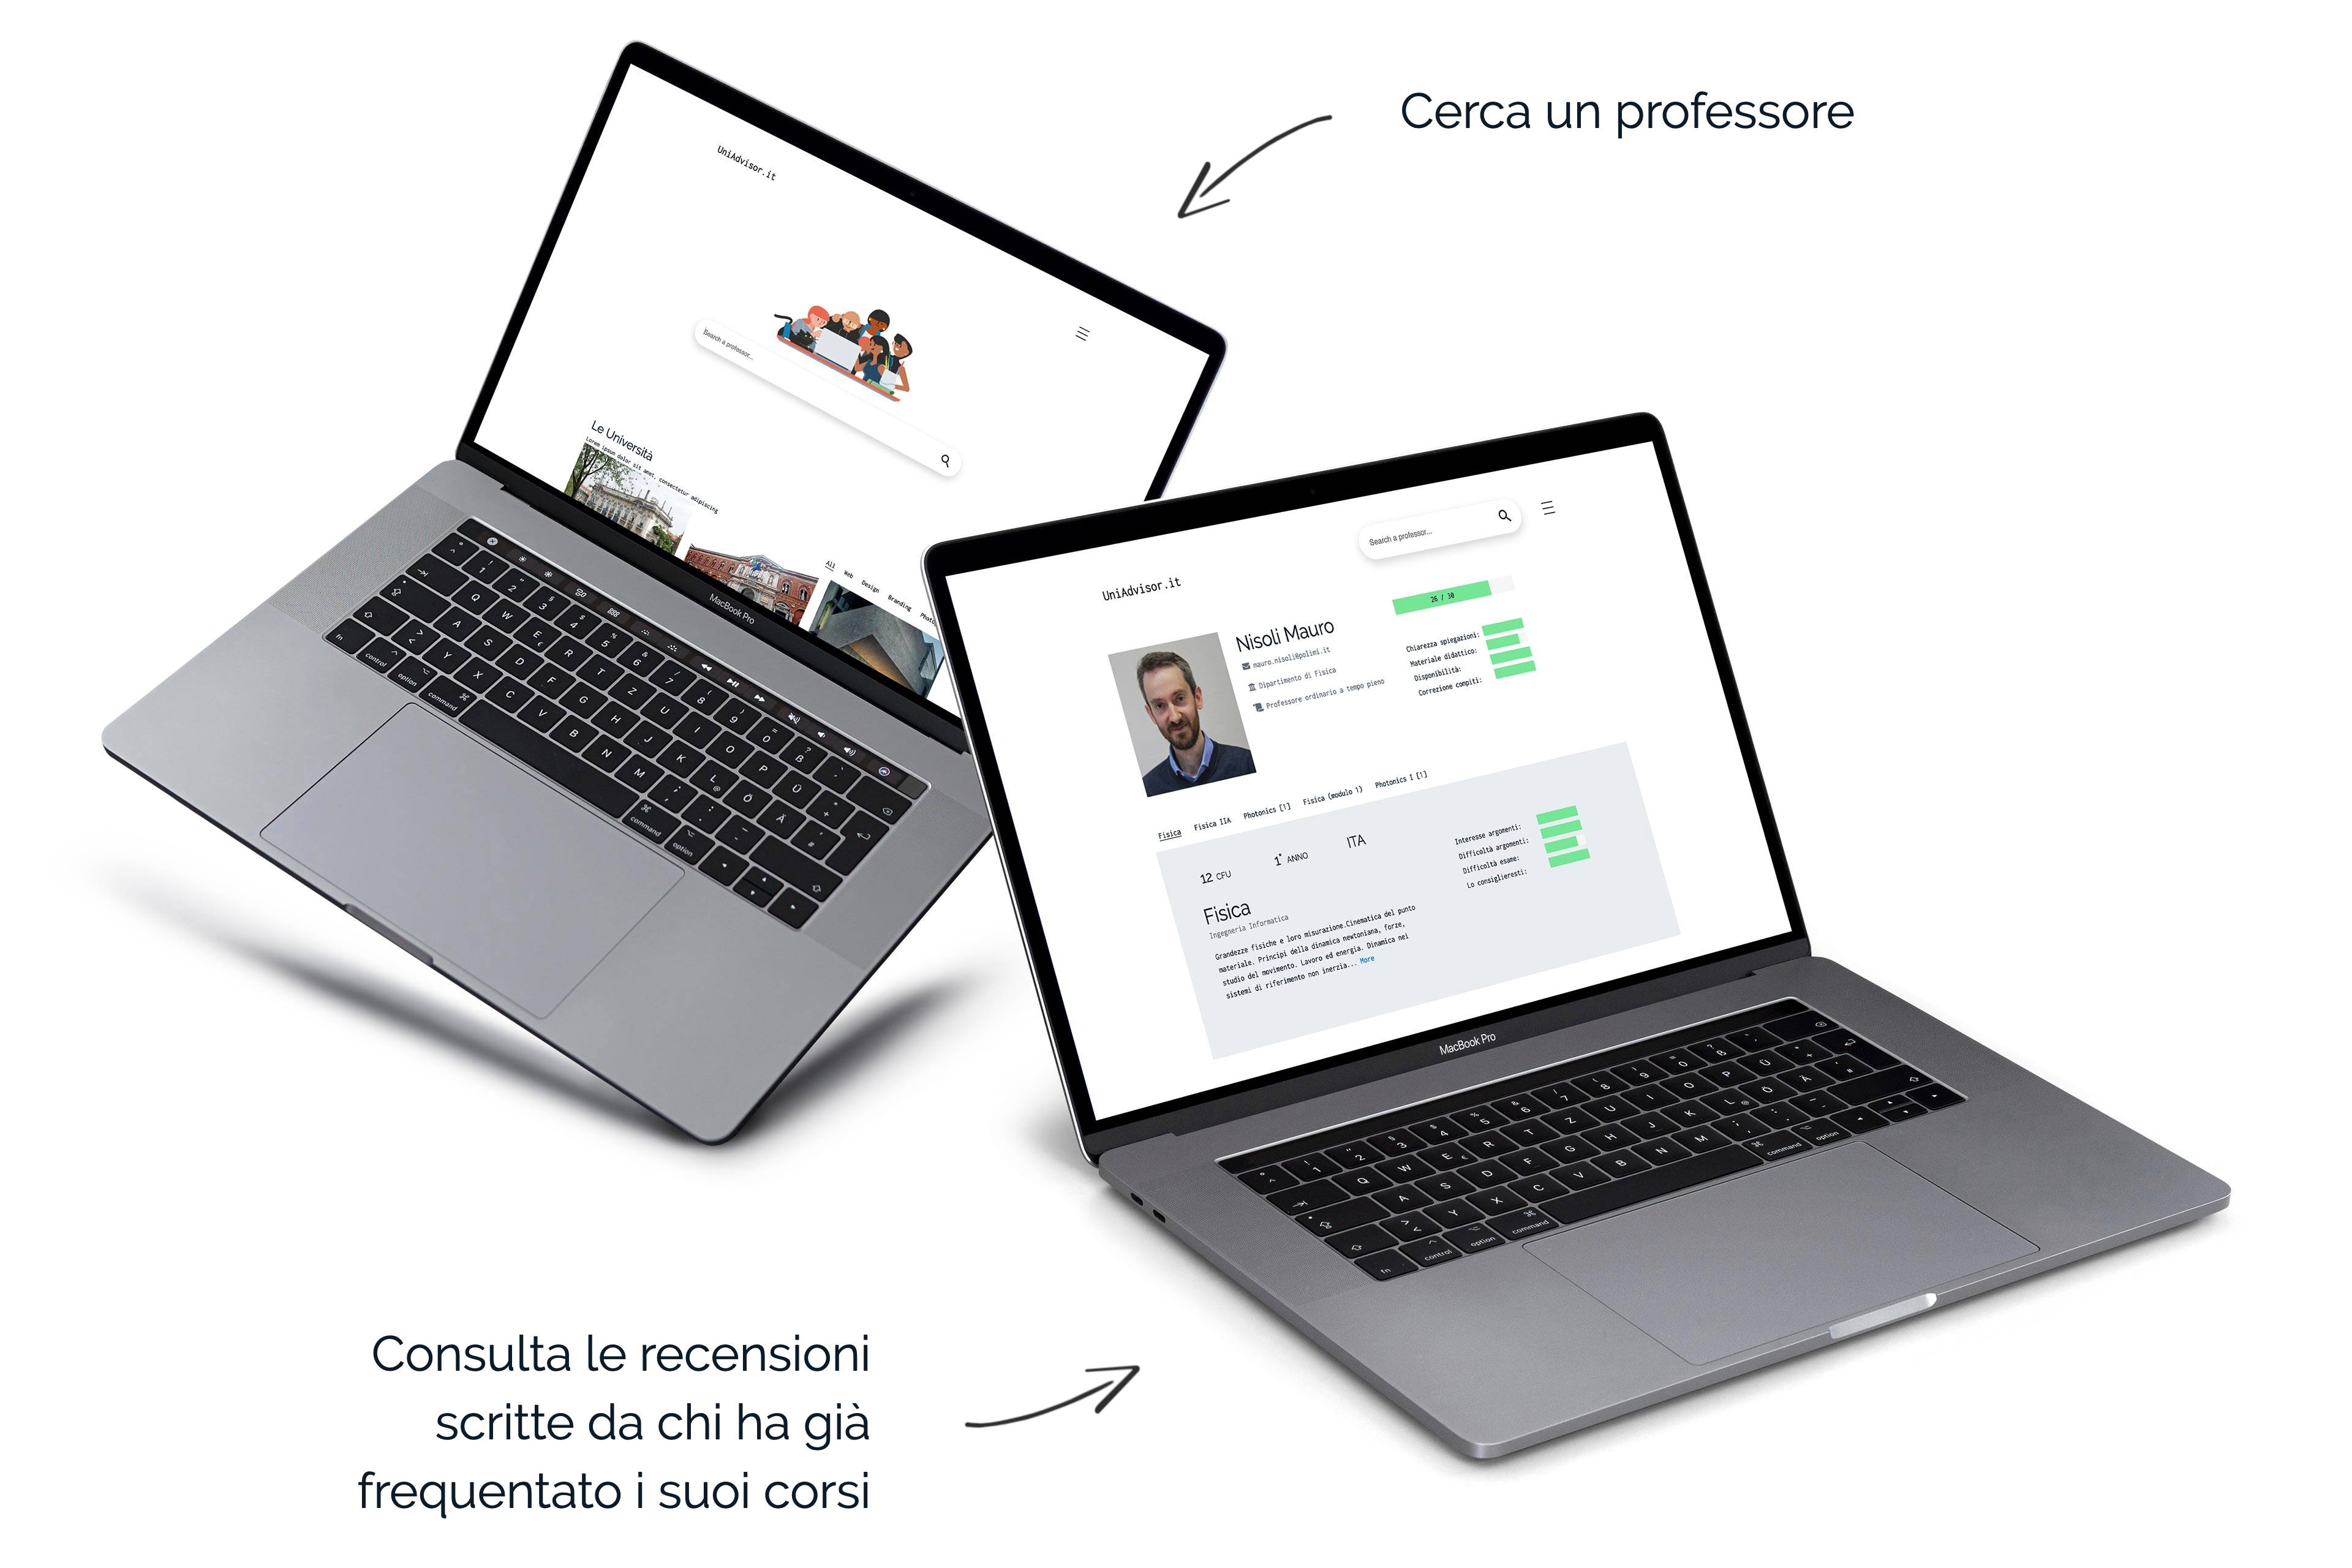 Cerca un professore
UniAdvisor.it
Search a professor...
Le Università
Lorem ipsum dolor sit amet, consectetur adipiscing
All Web Design Branding
MacBook Pro
UniAdvisor.it
Search a professor...
26 / 30
Nisoli Mauro
mauro.nisoli@polimi.it
Dipartimento di Fisica
Professore ordinario a tempo pieno
Chiarezza spiegazioni:
Materiale didattico:
Disponibilità:
Correzione compiti:
Fisica Fisica IIA Photonics [1] Fisica (modulo 1) Photonics I [1]
12 CFU 1° ANNO ITA
Interesse argomenti:
Difficoltà argomenti:
Difficoltà esame:
Lo consiglieresti:
Fisica
Ingegneria Informatica
Grandezze fisiche e loro misurazione.Cinematica del punto
materiale. Principi della dinamica newtoniana, forze,
studio del movimento. Lavoro ed energia. Dinamica nei
sistemi di riferimento non inerzia... More
MacBook Pro
Consulta le recensioni
scritte da chi ha già
frequentato i suoi corsi